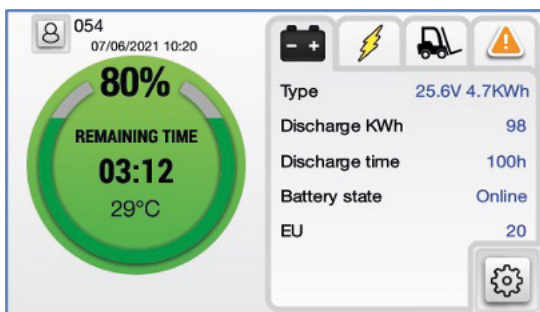 054
07/06/2021 10:20
80%
REMAINING TIME
03:12
29°C
- +
Type 25.6V 4.7KWh
Discharge KWh 98
Discharge time 100h
Battery state Online
EU 20